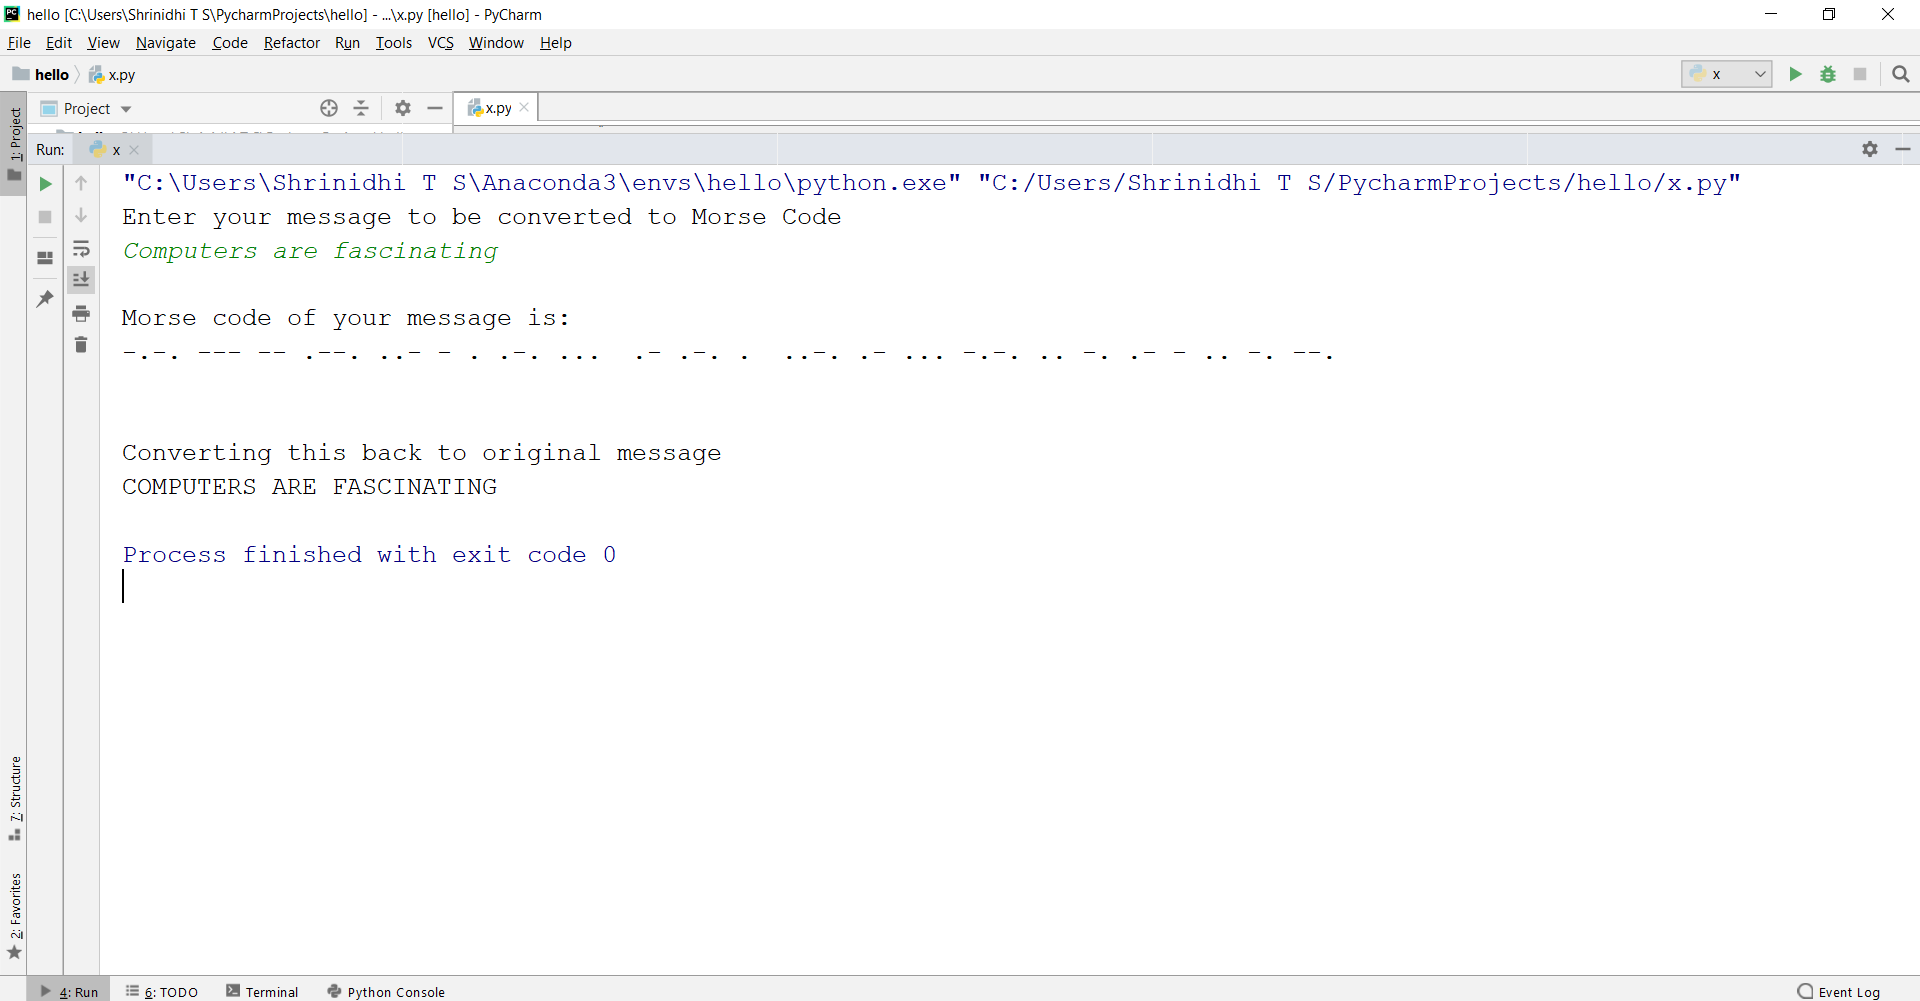 hello [C:\Users\Shrinidhi T S\PycharmProjects\hello] - ...\x.py [hello] - PyCharm
File Edit View Navigate Code Refactor Run Tools VCS Window Help
hello x.py x
1: Project
Project x.py
Run: x
"C:\Users\Shrinidhi T S\Anaconda3\envs\hello\python.exe" "C:/Users/Shrinidhi T S/PycharmProjects/hello/x.py"
Enter your message to be converted to Morse Code
Computers are fascinating
Morse code of your message is:
-.-. --- -- .--. ..- - . .-. ...  .- .-. .  ..-. .- ... -.-. .. -. .- - .. -. --.
Converting this back to original message
COMPUTERS ARE FASCINATING
Process finished with exit code 0
7: Structure
2: Favorites
4: Run 6: TODO Terminal Python Console Event Log